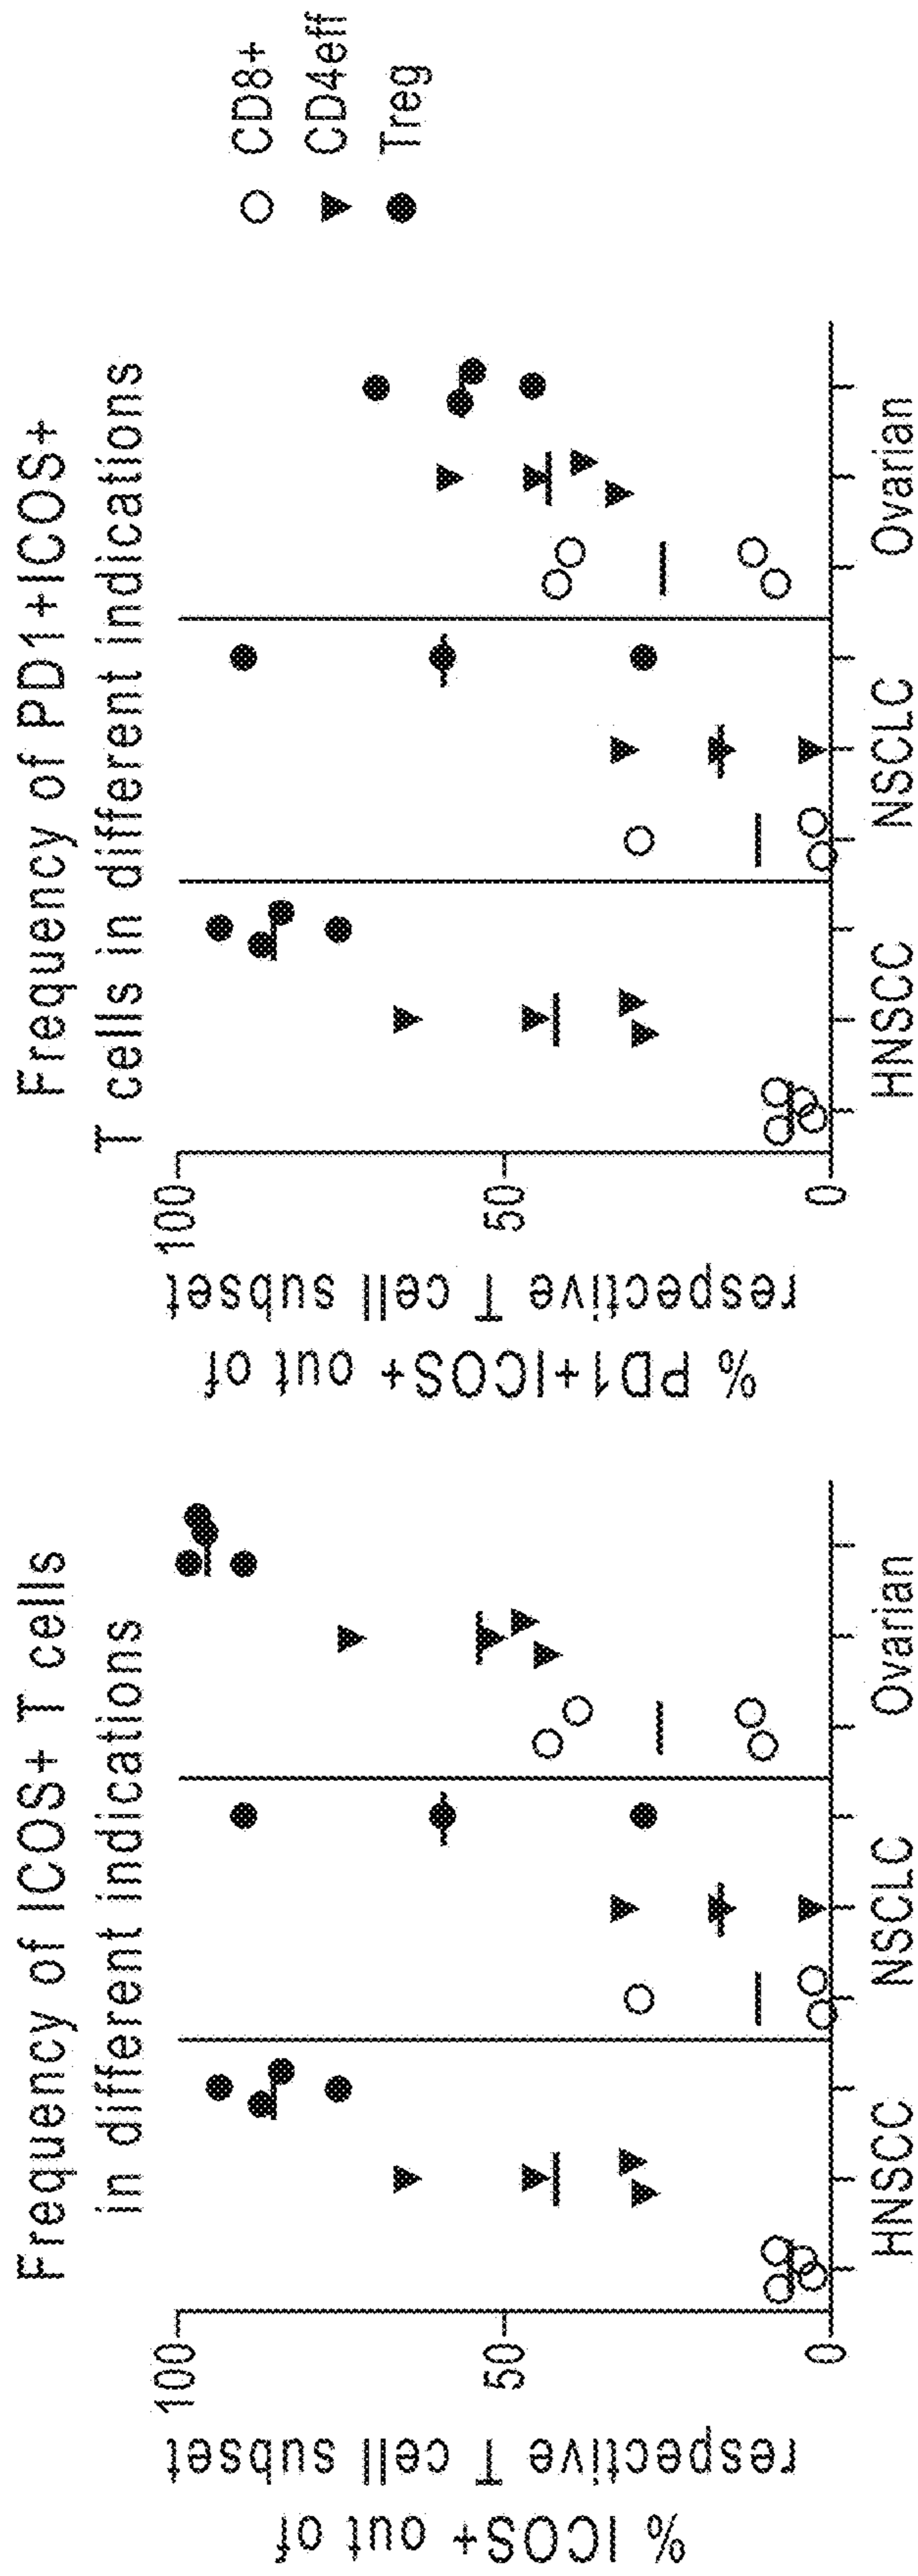 Frequency of ICOS+ T cells
in different indications
% ICOS+ out of
respective T cell subset
100
50
0
HNSCC
NSCLC
Ovarian
Frequency of PD1+ICOS+
T cells in different indications
% PD1+ICOS+ out of
respective T cell subset
100
50
0
HNSCC
NSCLC
Ovarian
CD8+
CD4eff
Treg